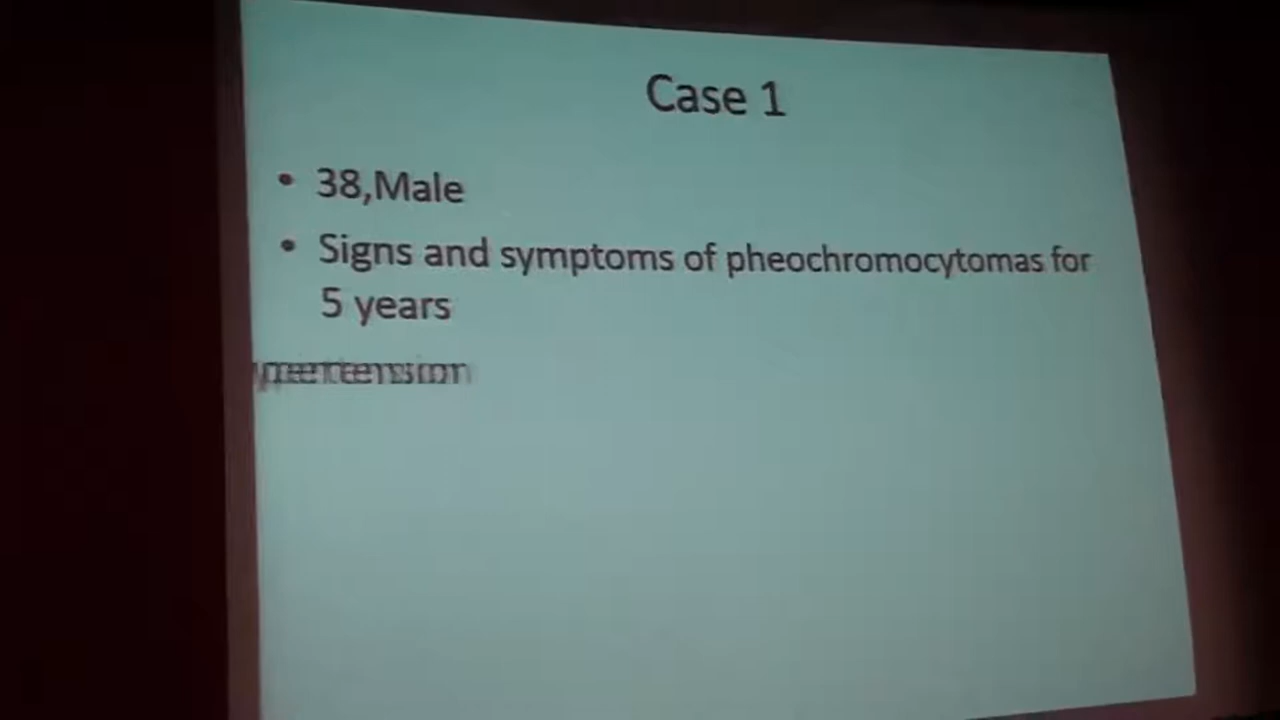 Case 1
• 38,Male
• Signs and symptoms of pheochromocytomas for
5 years